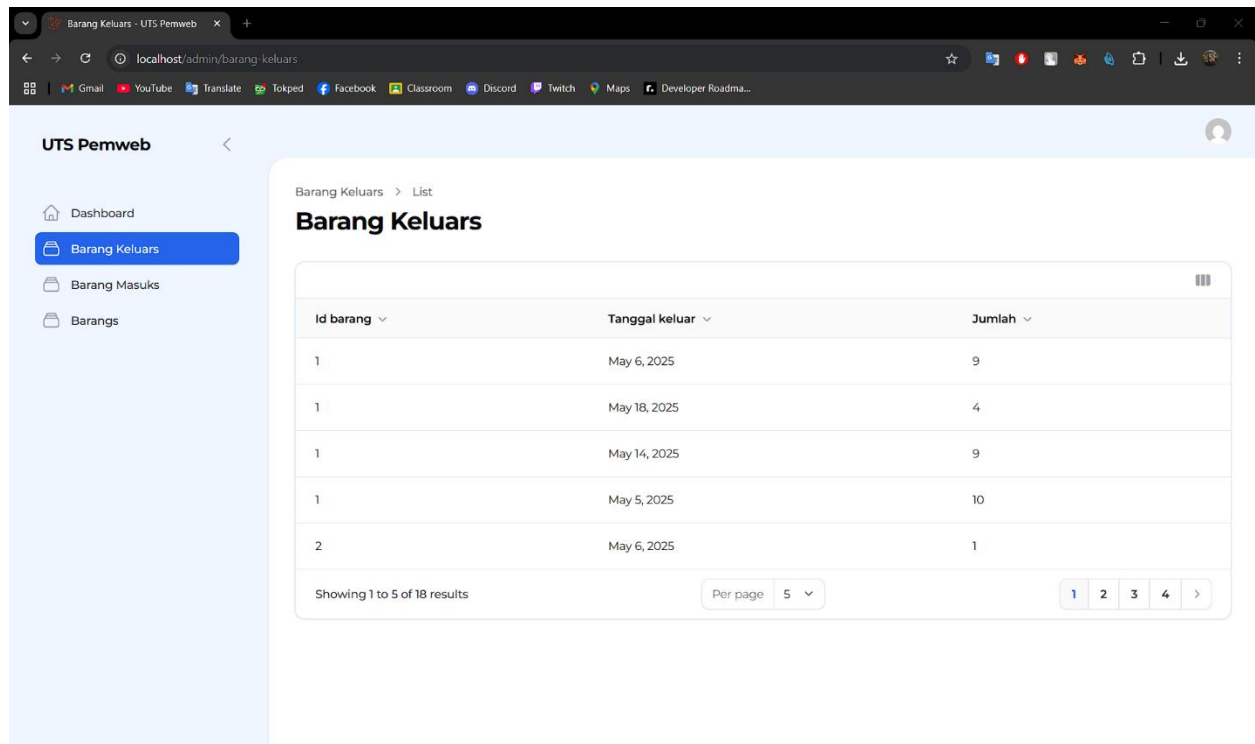 Barang Keluars - UTS Pemweb
localhost/admin/barang-keluars
Gmail YouTube Translate Tokped Facebook Classroom Discord Twitch Maps Developer Roadma...
UTS Pemweb
Dashboard
Barang Keluars
Barang Masuks
Barangs
Barang Keluars > List
Barang Keluars
Id barang Tanggal keluar Jumlah
1 May 6, 2025 9
1 May 18, 2025 4
1 May 14, 2025 9
1 May 5, 2025 10
2 May 6, 2025 1
Showing 1 to 5 of 18 results Per page 5 1 2 3 4